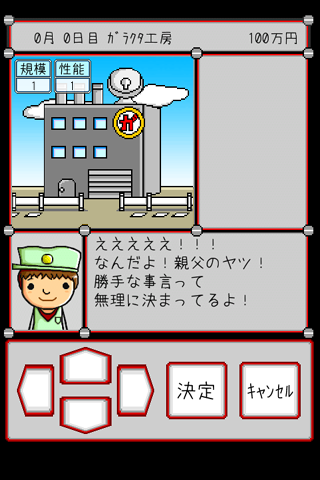 0月 0日目 ｶﾞﾗｸﾀ工房 100万円
規模 性能
1 1
ガ
えええええ！！！
なんだよ！親父のヤツ！
勝手な事言って
無理に決まってるよ！
決定 ｷｬﾝｾﾙ